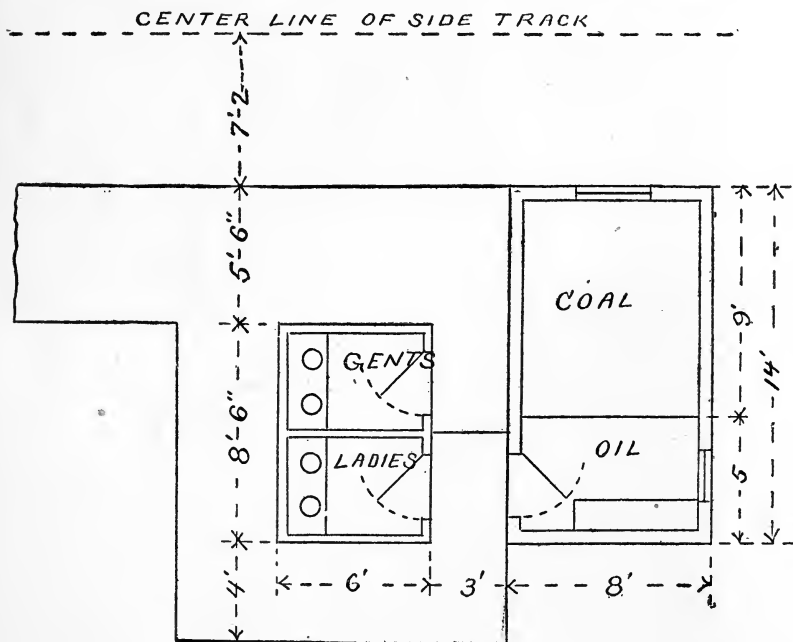 CENTER LINE OF SIDE TRACK
7'-2
5'-6"
COAL
9'
14'
GENTS
8'-6"
LADIES
OIL
5
4'
6'
3'
8'